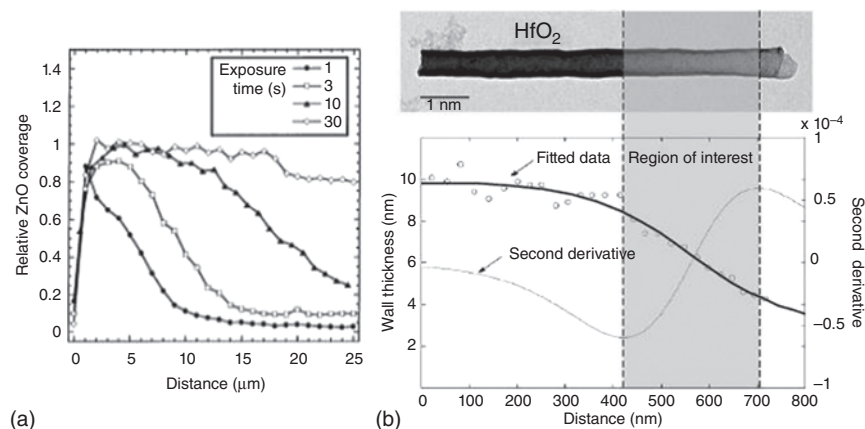 1.4
1.2
1
0.8
0.6
0.4
0.2
0
Relative ZnO coverage
Exposure
time (s)
1
3
10
30
0 5 10 15 20 25
Distance (μm)
(a)
HfO₂
1 nm
× 10⁻⁴
1
0.5
0
−0.5
−1
Second derivative
10
8
6
4
2
Wall thickness (nm)
Fitted data
Region of interest
Second derivative
0 100 200 300 400 500 600 700 800
Distance (nm)
(b)